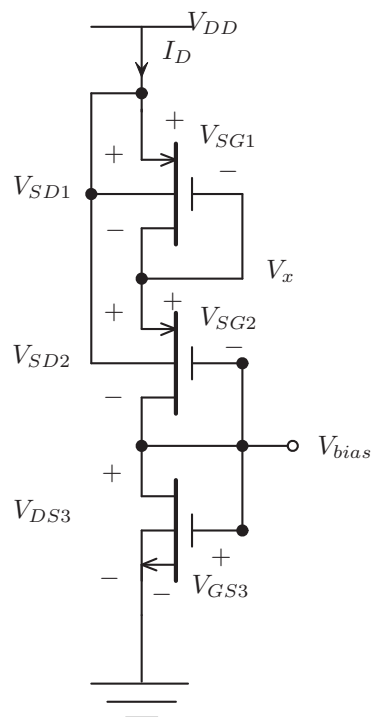 V_{DD}
I_D
+
V_{SG1}
+
−
V_{SD1}
−
V_x
+
+
V_{SG2}
−
V_{SD2}
−
V_{bias}
+
V_{DS3}
+
−
−
V_{GS3}